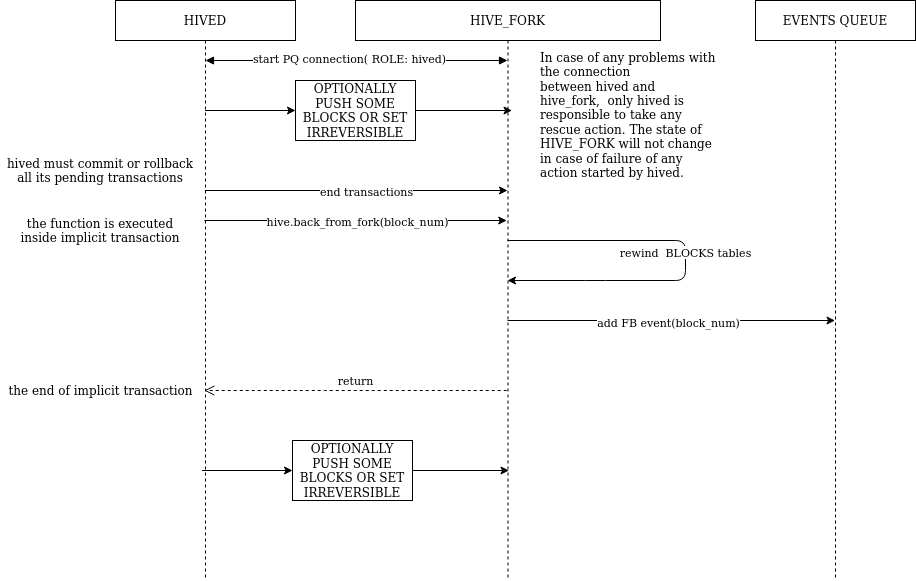 HIVED
HIVE_FORK
EVENTS QUEUE
start PQ connection( ROLE: hived)
In case of any problems with
the connection
between hived and
hive_fork,  only hived is
responsible to take any
rescue action. The state of
HIVE_FORK will not change
in case of failure of any
action started by hived.
OPTIONALLY
PUSH SOME
BLOCKS OR SET
IRREVERSIBLE
hived must commit or rollback
all its pending transactions
end transactions
the function is executed
inside implicit transaction
hive.back_from_fork(block_num)
rewind  BLOCKS tables
add FB event(block_num)
return
the end of implicit transaction
OPTIONALLY
PUSH SOME
BLOCKS OR SET
IRREVERSIBLE